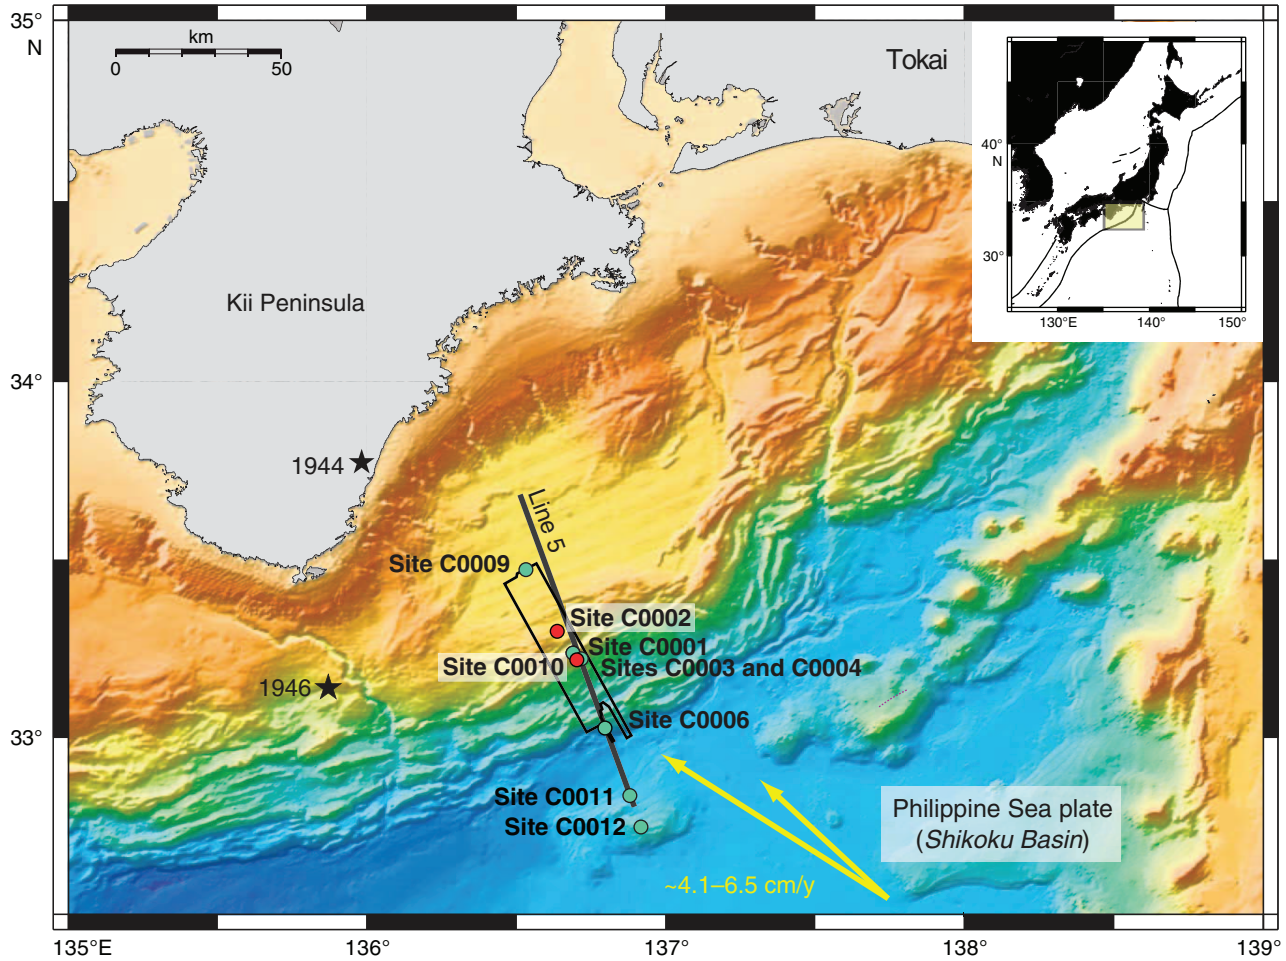 35°
N
km
0 50
Tokai
40°
N
30°
130°E 140° 150°
Kii Peninsula
34°
1944
Line 5
Site C0009
Site C0002
Site C0001
Site C0010
Sites C0003 and C0004
1946
Site C0006
33°
Site C0011
Philippine Sea plate
(Shikoku Basin)
Site C0012
~4.1–6.5 cm/y
135°E 136° 137° 138° 139°